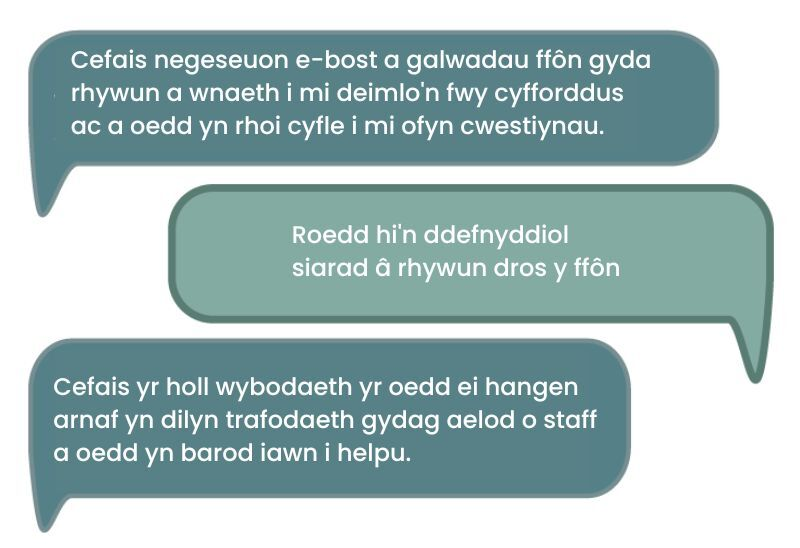 Cefais negeseuon e-bost a galwadau ffôn gyda
rhywun a wnaeth i mi deimlo'n fwy cyfforddus
ac a oedd yn rhoi cyfle i mi ofyn cwestiynau.
Roedd hi'n ddefnyddiol
siarad â rhywun dros y ffôn
Cefais yr holl wybodaeth yr oedd ei hangen
arnaf yn dilyn trafodaeth gydag aelod o staff
a oedd yn barod iawn i helpu.